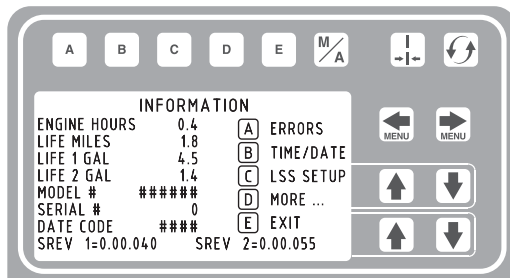 A B C D E M/A
INFORMATION
ENGINE HOURS 0.4 A ERRORS
LIFE MILES 1.8
MENU MENU
LIFE 1 GAL 4.5 B TIME/DATE
LIFE 2 GAL 1.4 C LSS SETUP
MODEL # ###### D MORE ...
SERIAL # 0
DATE CODE #### E EXIT
SREV 1=0.00.040 SREV 2=0.00.055